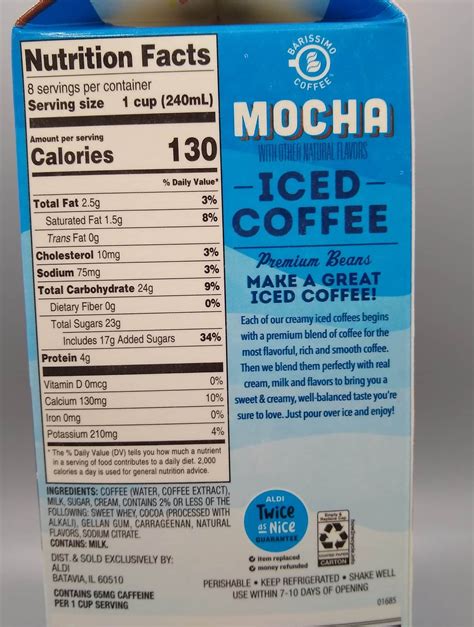 Nutrition Facts
8 servings per container
Serving size 1 cup (240mL)
Amount per serving
Calories 130
% Daily Value*
Total Fat 2.5g 3%
Saturated Fat 1.5g 8%
Trans Fat 0g
Cholesterol 10mg 3%
Sodium 75mg 3%
Total Carbohydrate 24g 9%
Dietary Fiber 0g 0%
Total Sugars 23g
Includes 17g Added Sugars 34%
Protein 4g
Vitamin D 0mcg 0%
Calcium 130mg 10%
Iron 0mg 0%
Potassium 210mg 4%
* The % Daily Value (DV) tells you how much a nutrient
in a serving of food contributes to a daily diet. 2,000
calories a day is used for general nutrition advice.
INGREDIENTS: COFFEE (WATER, COFFEE EXTRACT),
MILK, SUGAR, CREAM, CONTAINS 2% OR LESS OF THE
FOLLOWING: SWEET WHEY, COCOA (PROCESSED WITH
ALKALI), GELLAN GUM, CARRAGEENAN, NATURAL
FLAVORS, SODIUM CITRATE.
CONTAINS: MILK.
DIST. & SOLD EXCLUSIVELY BY:
ALDI
BATAVIA, IL 60510
CONTAINS 65MG CAFFEINE
PER 1 CUP SERVING
BARISSIMO
COFFEE
MOCHA
WITH OTHER NATURAL FLAVORS
ICED
COFFEE
Premium Beans
MAKE A GREAT
ICED COFFEE!
Each of our creamy iced coffees begins
with a premium blend of coffee for the
most flavorful, rich and smooth coffee.
Then we blend them perfectly with real
cream, milk and flavors to bring you a
sweet & creamy, well-balanced taste you're
sure to love. Just pour over ice and enjoy!
ALDI
Twice
as Nice
GUARANTEE
item replaced
money refunded
Empty &
Replace Cap
CARTON
PERISHABLE • KEEP REFRIGERATED • SHAKE WELL
USE WITHIN 7-10 DAYS OF OPENING
01685